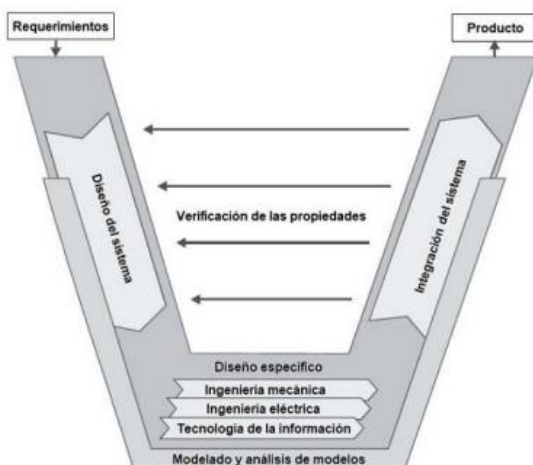 Requerimientos
Producto
Diseño del sistema
Verificación de las propiedades
Integración del sistema
Diseño específico
Ingeniería mecánica
Ingeniería eléctrica
Tecnología de la información
Modelado y análisis de modelos